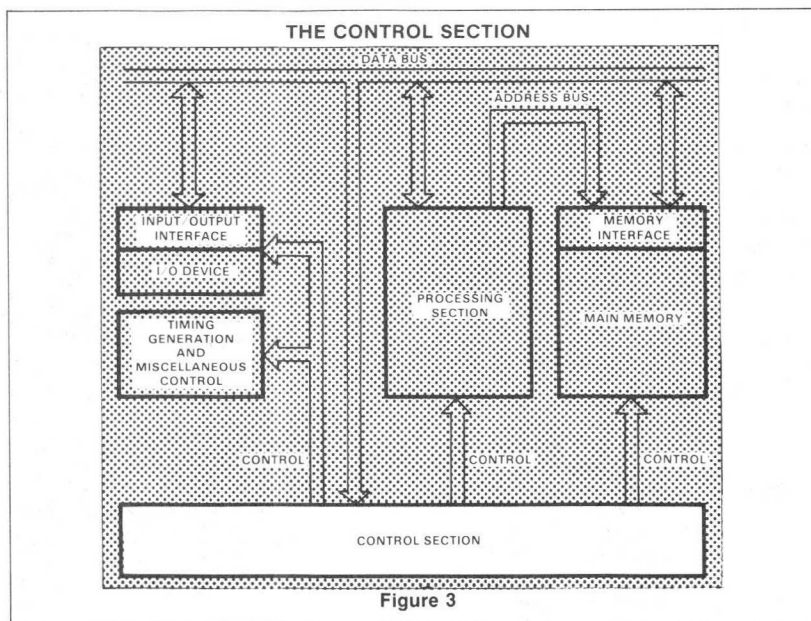 THE CONTROL SECTION
DATA BUS
ADDRESS BUS
INPUT/OUTPUT
INTERFACE
I/O DEVICE
TIMING
GENERATION
AND
MISCELLANEOUS
CONTROL
PROCESSING
SECTION
MEMORY
INTERFACE
MAIN MEMORY
CONTROL
CONTROL
CONTROL
CONTROL SECTION
Figure 3